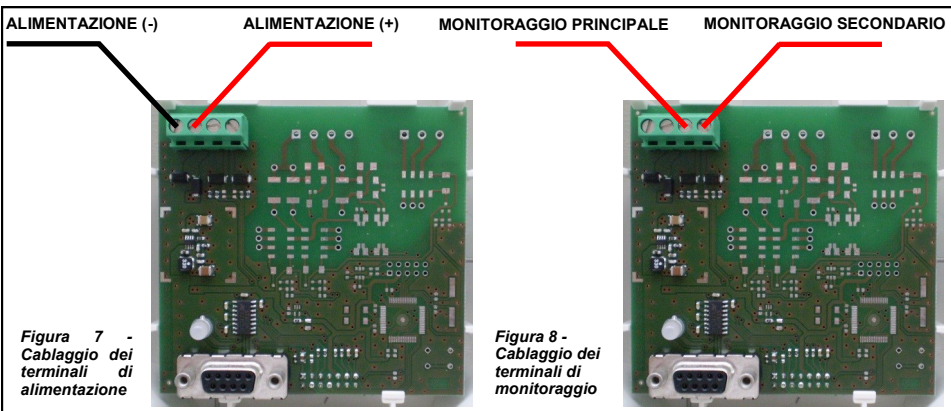 ALIMENTAZIONE (-)
ALIMENTAZIONE (+)
MONITORAGGIO PRINCIPALE
MONITORAGGIO SECONDARIO
Figura 7 -
Cablaggio dei
terminali di
alimentazione
Figura 8 -
Cablaggio dei
terminali di
monitoraggio